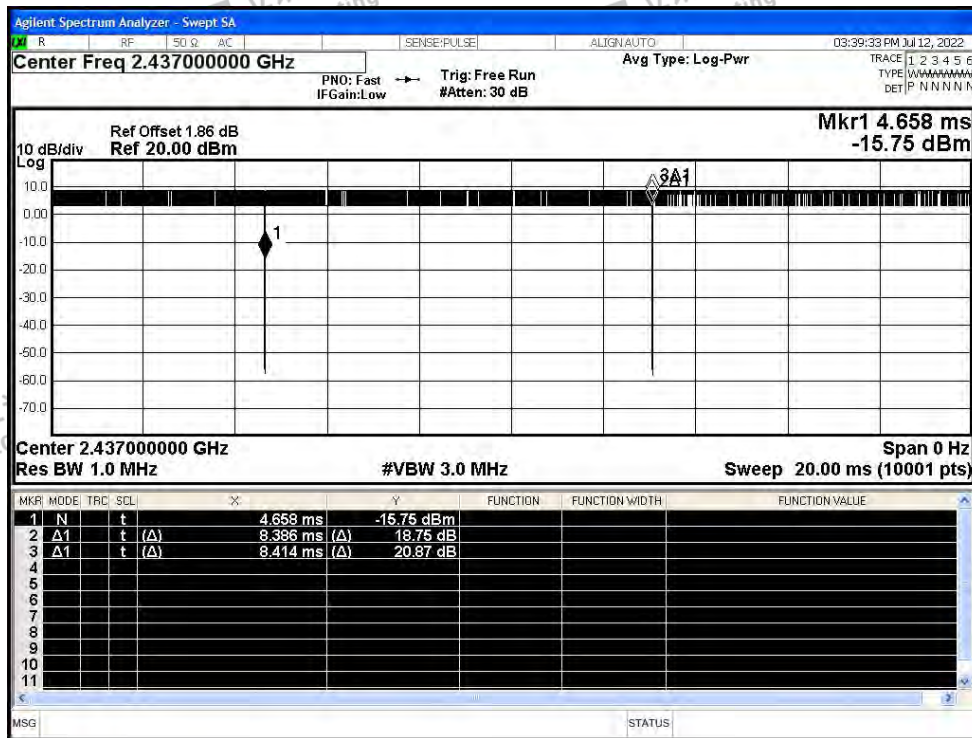 Agilent Spectrum Analyzer - Swept SA
LXI R RF 50 Ω AC SENSE:PULSE ALIGNAUTO 03:39:33 PM Jul 12, 2022
Center Freq 2.437000000 GHz
PNO: Fast Trig: Free Run Avg Type: Log-Pwr TRACE 1 2 3 4 5 6
IFGain:Low #Atten: 30 dB TYPE WWWWWW
DET P N N N N N
Mkr1 4.658 ms
-15.75 dBm
Ref Offset 1.86 dB
10 dB/div Ref 20.00 dBm
Log
10.0
0.00
-10.0
-20.0
-30.0
-40.0
-50.0
-60.0
-70.0
1
3Δ1
Center 2.437000000 GHz Span 0 Hz
Res BW 1.0 MHz #VBW 3.0 MHz Sweep 20.00 ms (10001 pts)
MKR MODE TRC SCL X Y FUNCTION FUNCTION WIDTH FUNCTION VALUE
1 N t 4.658 ms -15.75 dBm
2 Δ1 t (Δ) 8.386 ms (Δ) 18.75 dB
3 Δ1 t (Δ) 8.414 ms (Δ) 20.87 dB
4
5
6
7
8
9
10
11
MSG STATUS